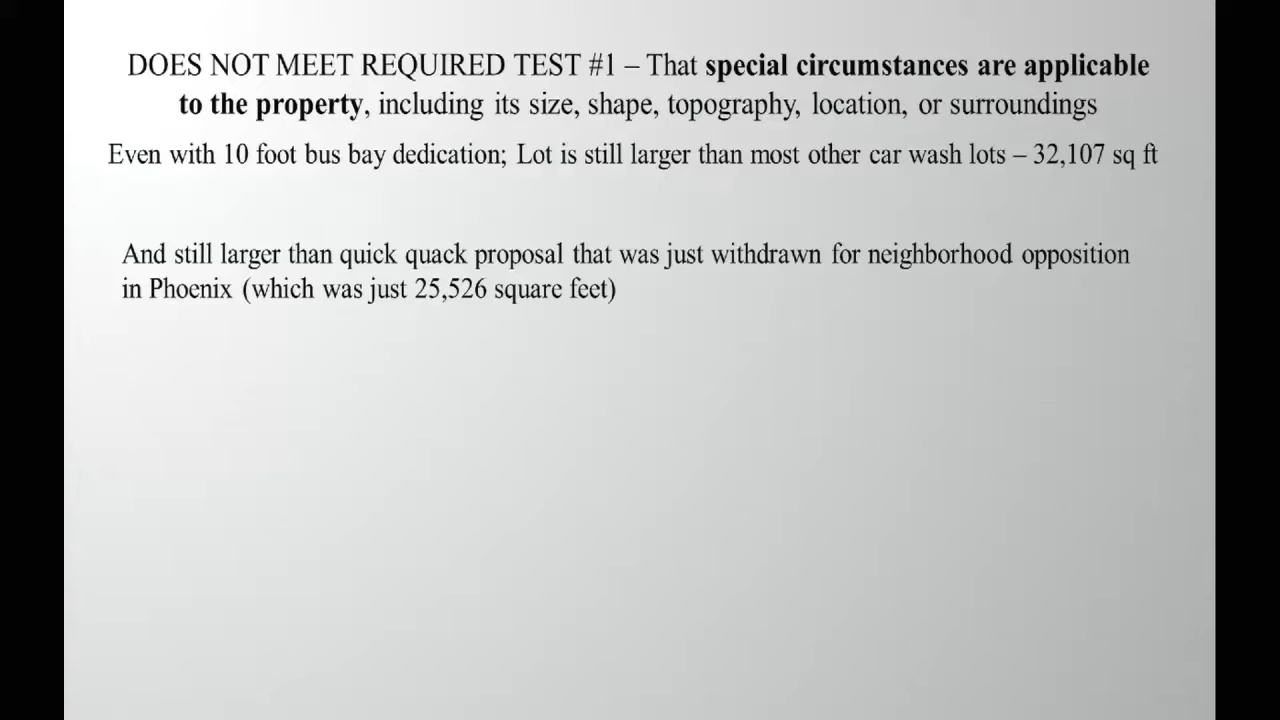 DOES NOT MEET REQUIRED TEST #1 – That special circumstances are applicable
to the property, including its size, shape, topography, location, or surroundings
Even with 10 foot bus bay dedication; Lot is still larger than most other car wash lots – 32,107 sq ft
And still larger than quick quack proposal that was just withdrawn for neighborhood opposition
in Phoenix (which was just 25,526 square feet)